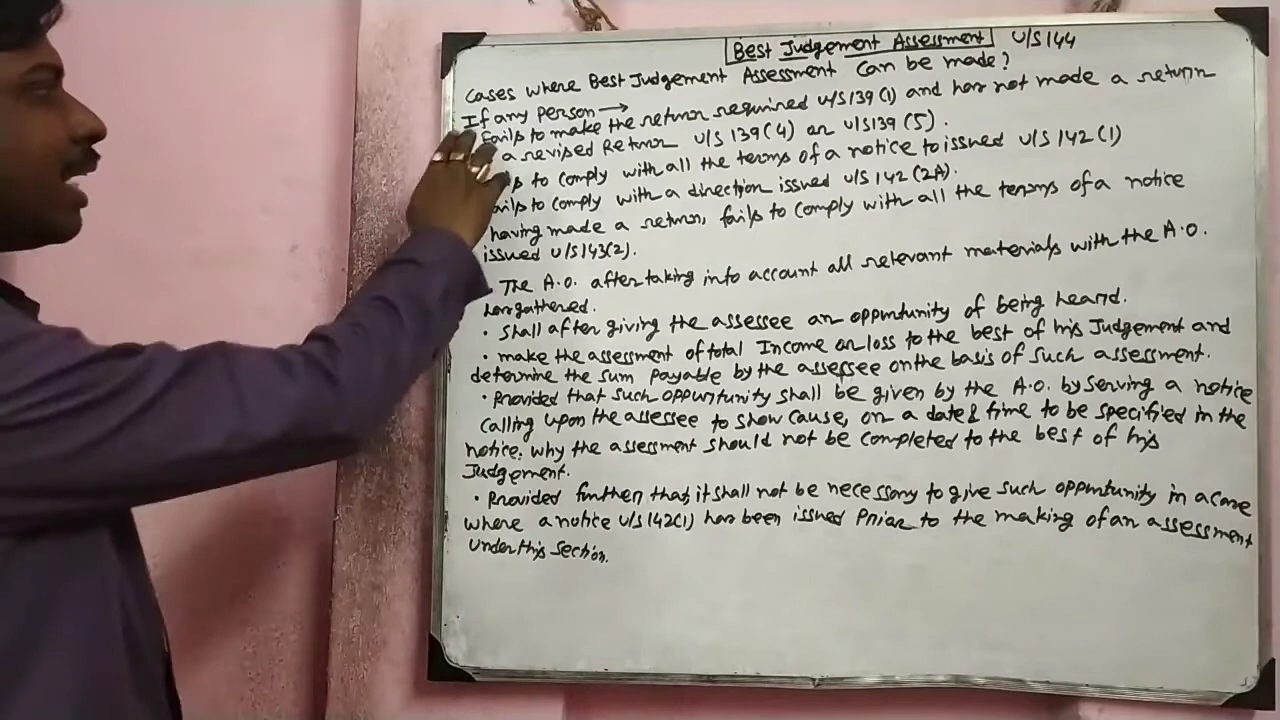 Best Judgement Assessment U/S 144
Cases where Best Judgement Assessment Can be made?
If any person →
fails to make the return required U/S 139 (1) and has not made a return
a revised Return U/S 139 (4) or U/S 139 (5).
to comply with all the terms of a notice to issued U/S 142 (1)
fails to comply with a direction issued U/S 142 (2A).
having made a return, fails to comply with all the terms of a notice
issued U/S 143(2).
The A.O. after taking into account all relevant materials with the A.O.
has gathered.
• Shall after giving the assessee an opportunity of being heard.
• make the assessment of total Income or loss to the best of his Judgement and
determine the sum payable by the assessee on the basis of such assessment.
• Provided that such oppurtunity shall be given by the A.O. by serving a notice
calling upon the assessee to show cause, on a date & time to be specified in the
notice. why the assessment should not be completed to the best of his
Judgement.
• Provided further that, it shall not be necessary to give such opportunity in a case
where a notice U/S 142(1) has been issued Prior to the making of an assessment
under this section.